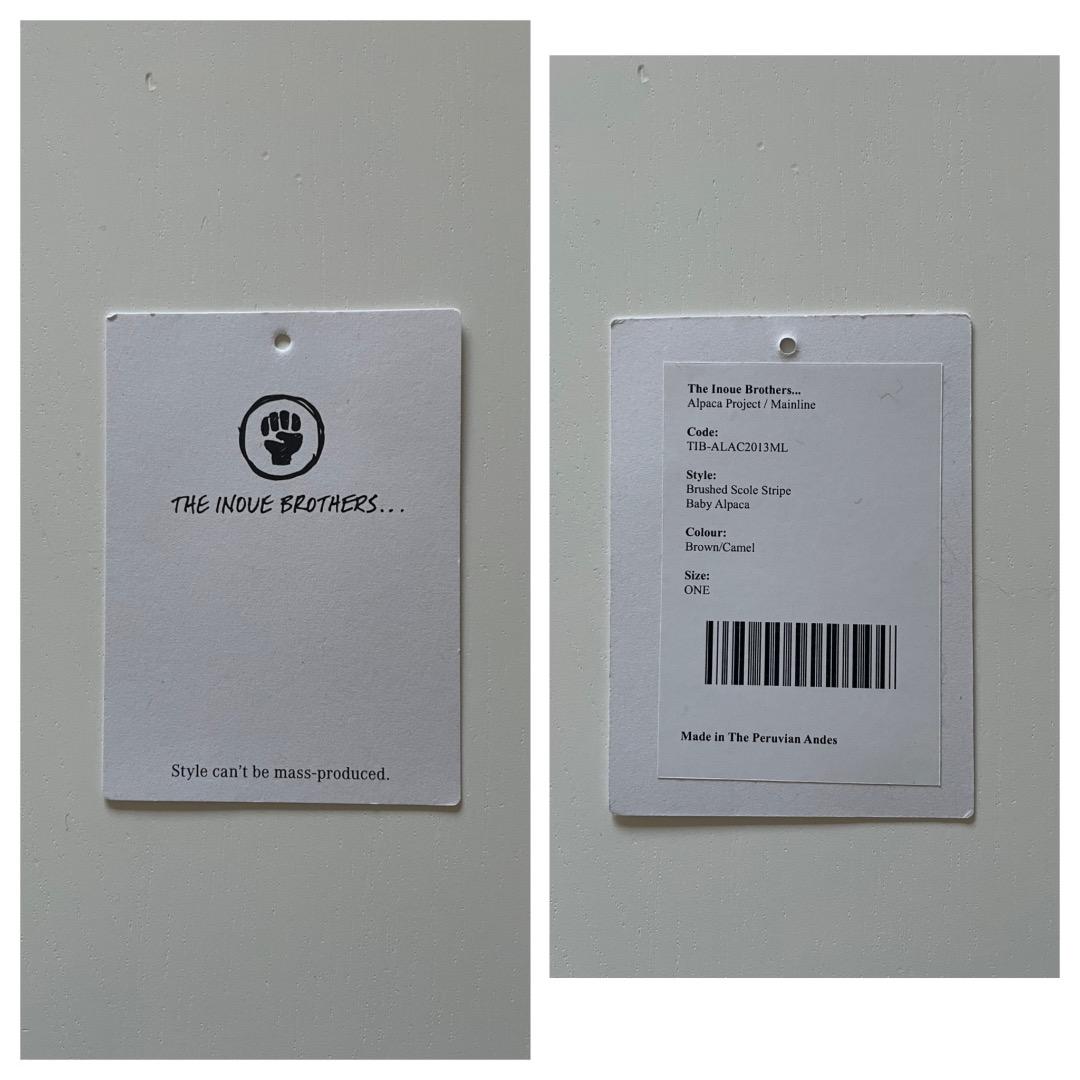 THE INOUE BROTHERS...
Style can't be mass-produced.
The Inoue Brothers...
Alpaca Project / Mainline
Code:
TIB-ALAC2013ML
Style:
Brushed Scole Stripe
Baby Alpaca
Colour:
Brown/Camel
Size:
ONE
Made in The Peruvian Andes